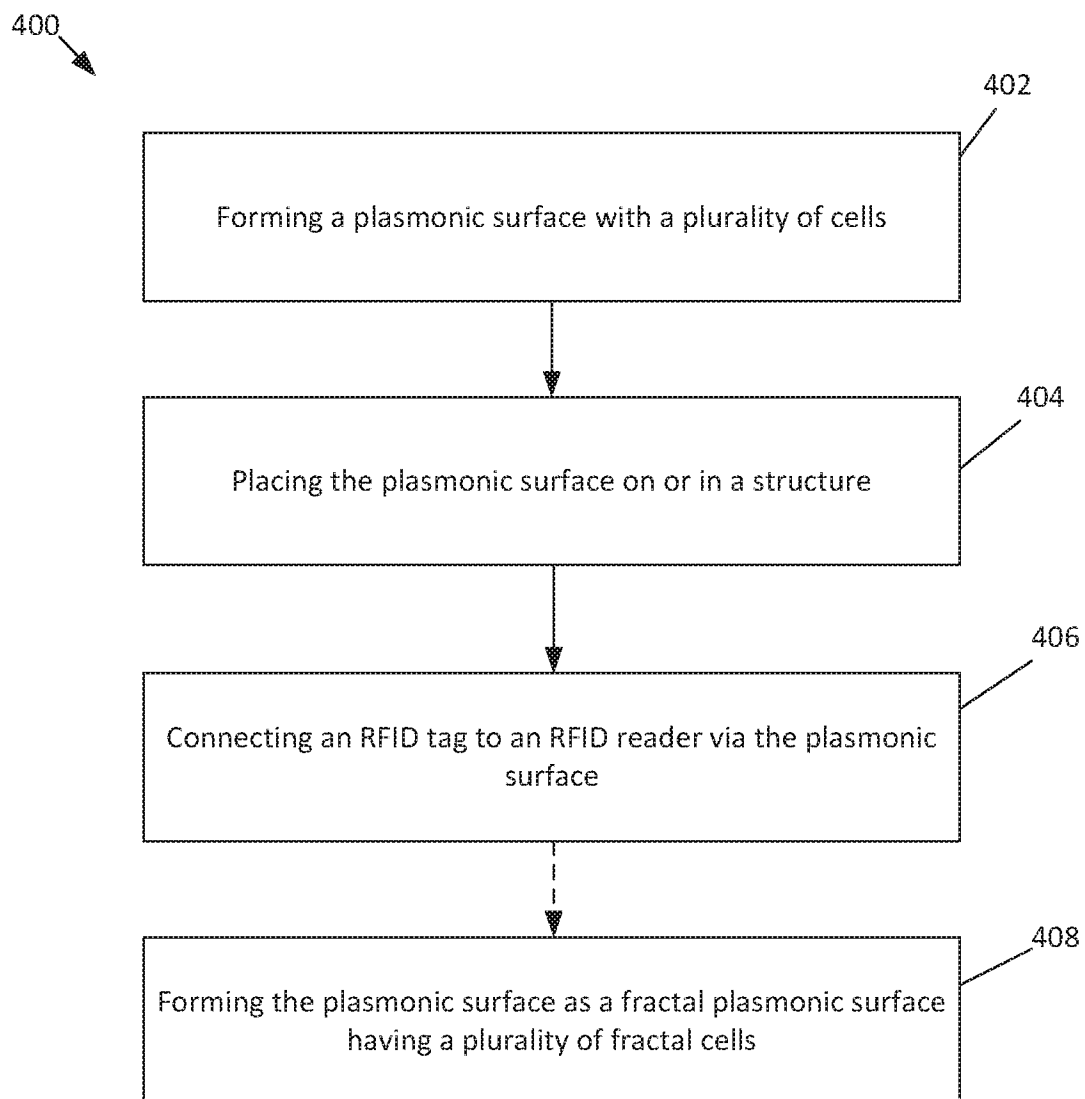 400
402
Forming a plasmonic surface with a plurality of cells
404
Placing the plasmonic surface on or in a structure
406
Connecting an RFID tag to an RFID reader via the plasmonic
surface
408
Forming the plasmonic surface as a fractal plasmonic surface
having a plurality of fractal cells